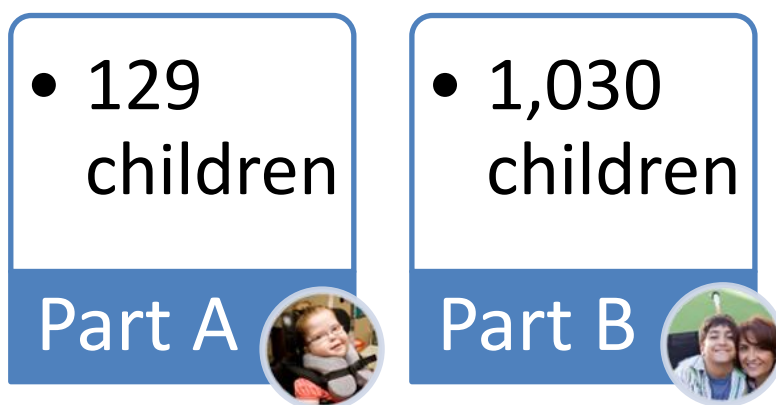 • 129
children
Part A
• 1,030
children
Part B